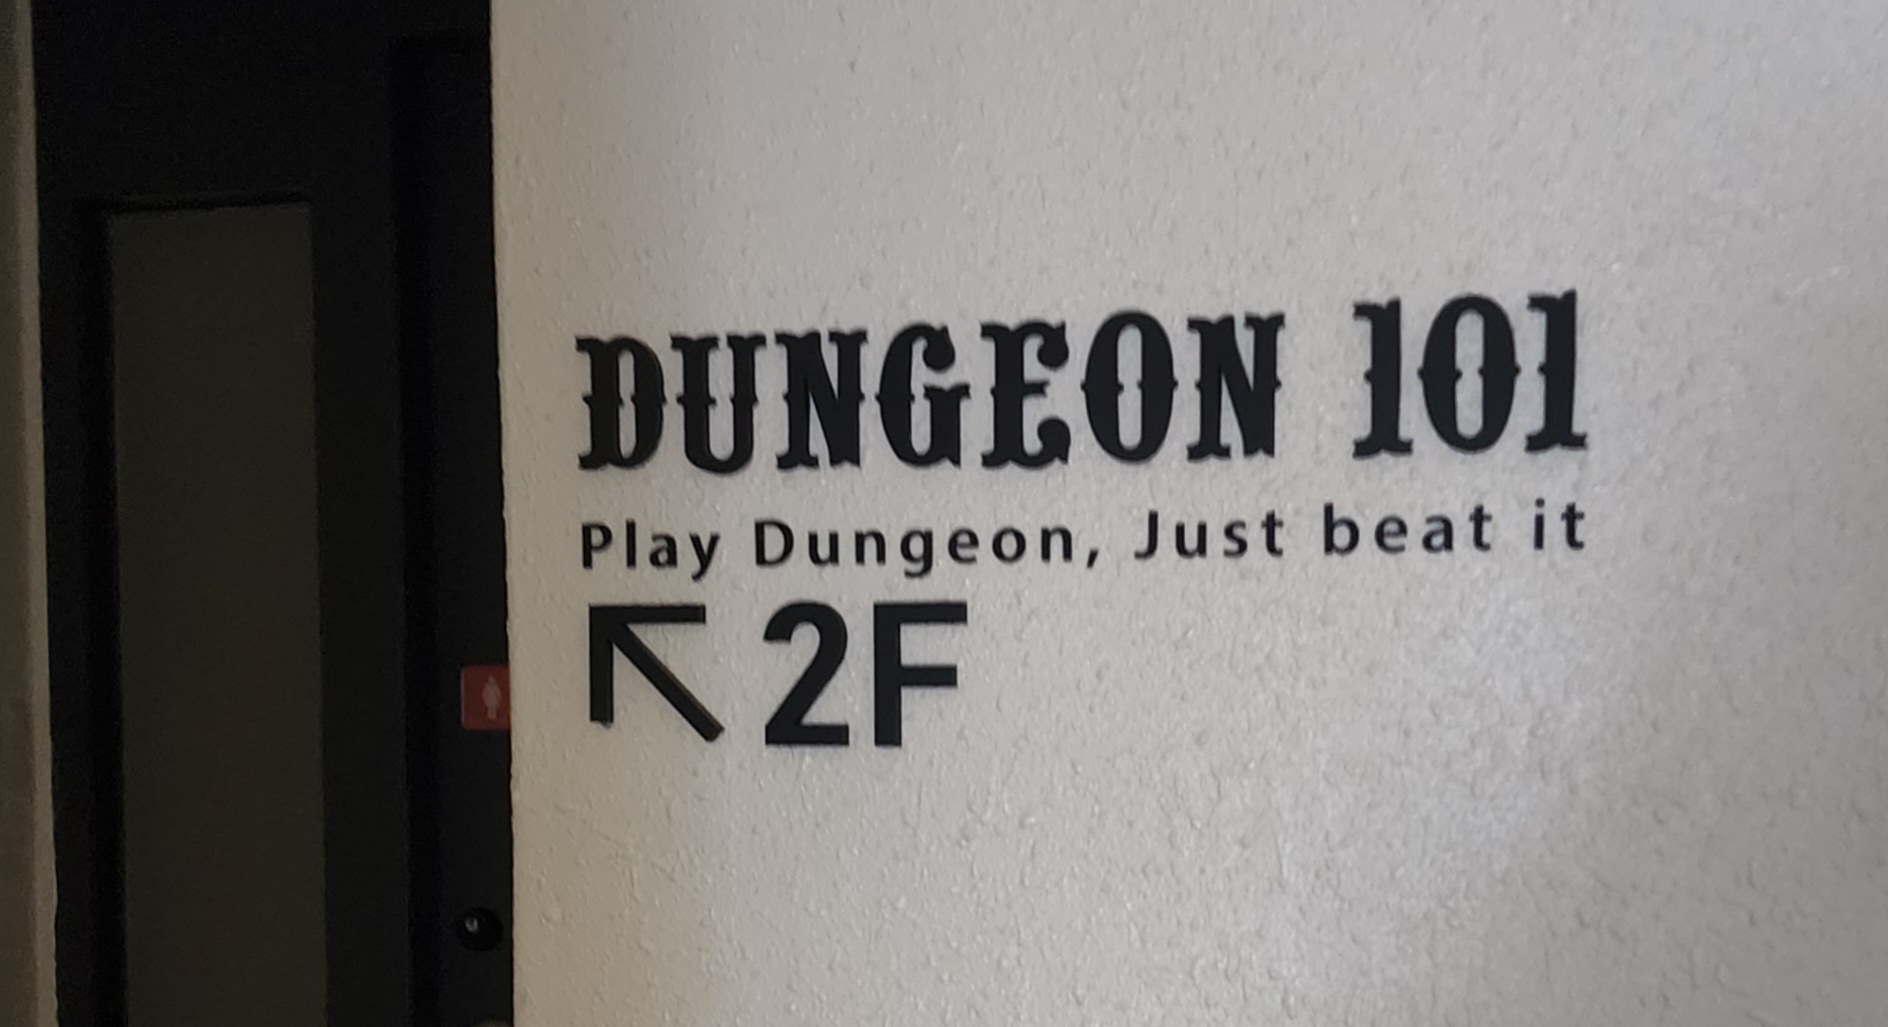 DUNGEON 101
Play Dungeon, Just beat it
↖ 2F